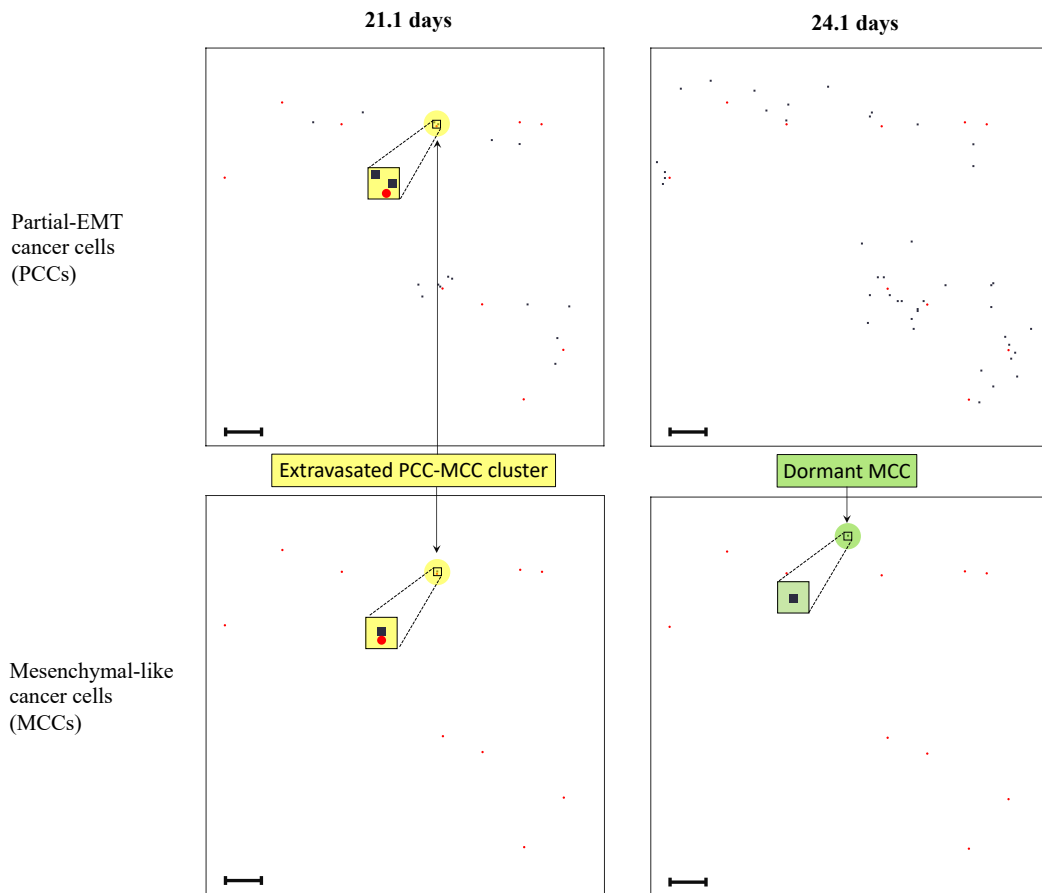 21.1 days
24.1 days
Partial-EMT
cancer cells
(PCCs)
Extravasated PCC-MCC cluster
Dormant MCC
Mesenchymal-like
cancer cells
(MCCs)